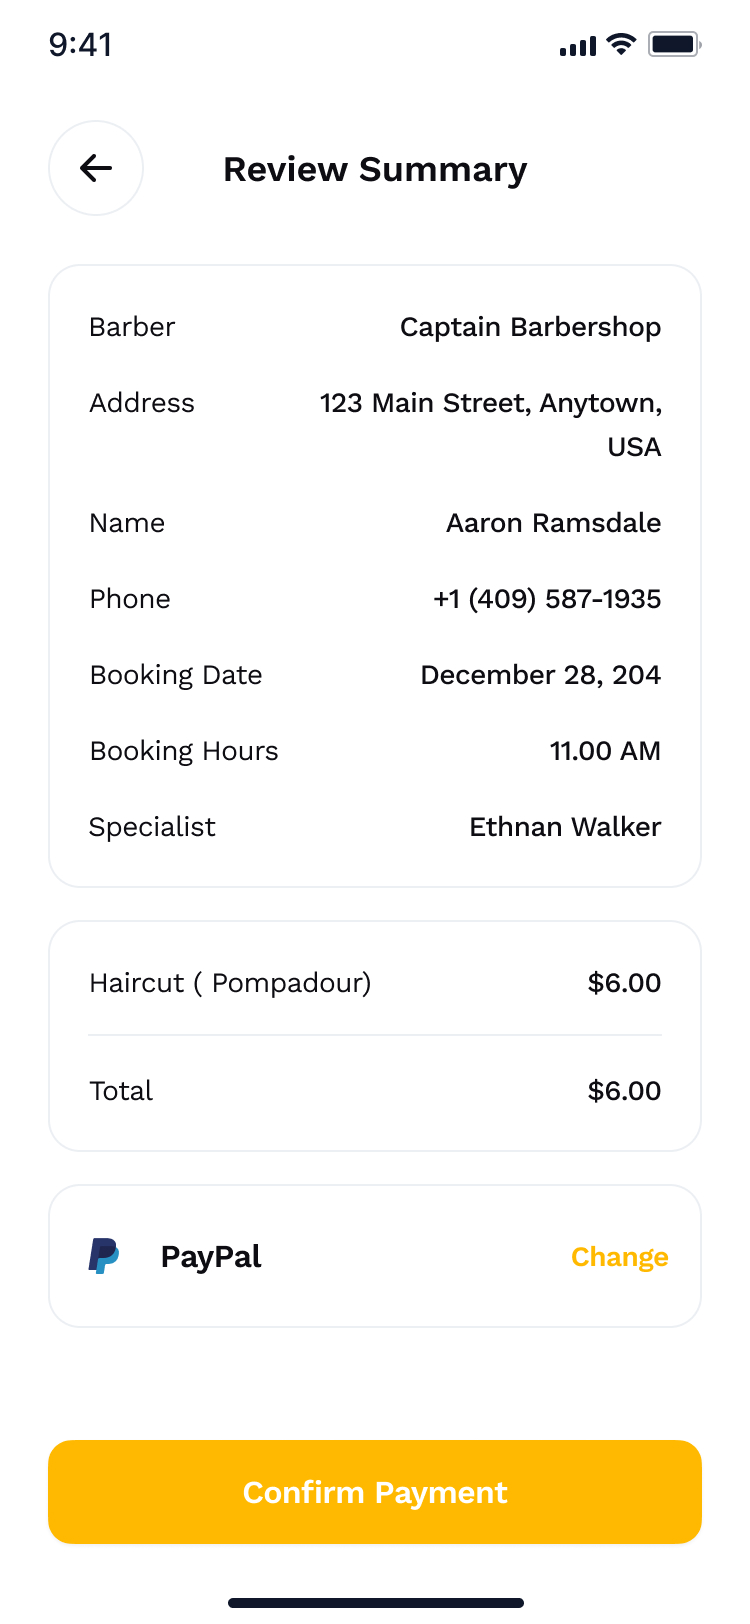 9:41
Review Summary
Barber Captain Barbershop
Address 123 Main Street, Anytown,
USA
Name Aaron Ramsdale
Phone +1 (409) 587-1935
Booking Date December 28, 204
Booking Hours 11.00 AM
Specialist Ethnan Walker
Haircut ( Pompadour) $6.00
Total $6.00
PayPal Change
Confirm Payment